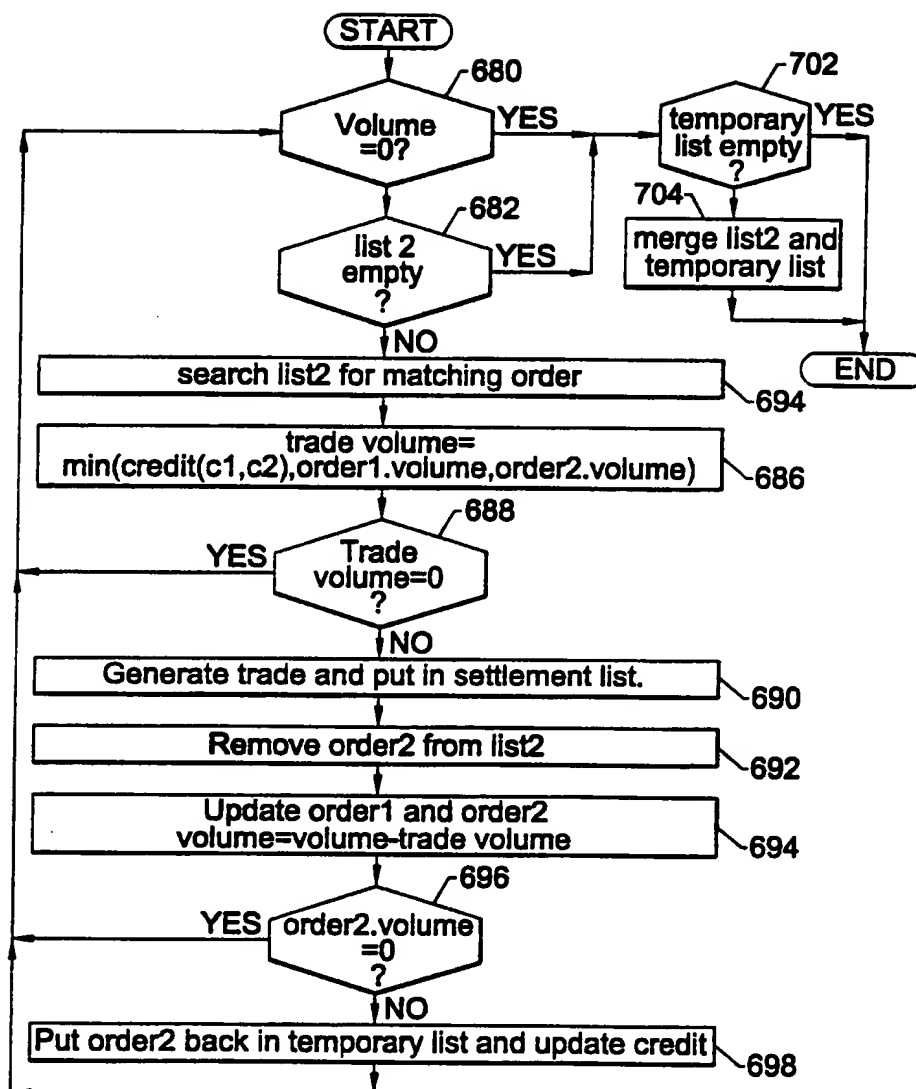 START
680
Volume
=0?
YES
702
temporary
list empty
?
YES
682
list 2
empty
?
YES
704
merge list2 and
temporary list
NO
END
search list2 for matching order
694
trade volume=
min(credit(c1,c2),order1.volume,order2.volume)
686
688
YES
Trade
volume=0
?
NO
Generate trade and put in settlement list.
690
Remove order2 from list2
692
Update order1 and order2
volume=volume-trade volume
694
696
YES
order2.volume
=0
?
NO
Put order2 back in temporary list and update credit
698